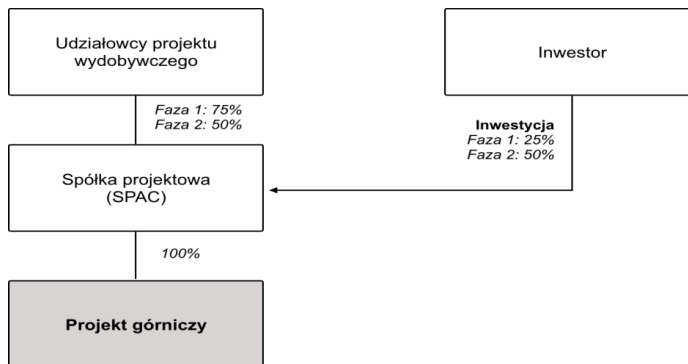 Udziałowcy projektu
wydobywczego
Inwestor
Faza 1: 75%
Faza 2: 50%
Inwestycja
Faza 1: 25%
Faza 2: 50%
Spółka projektowa
(SPAC)
100%
Projekt górniczy